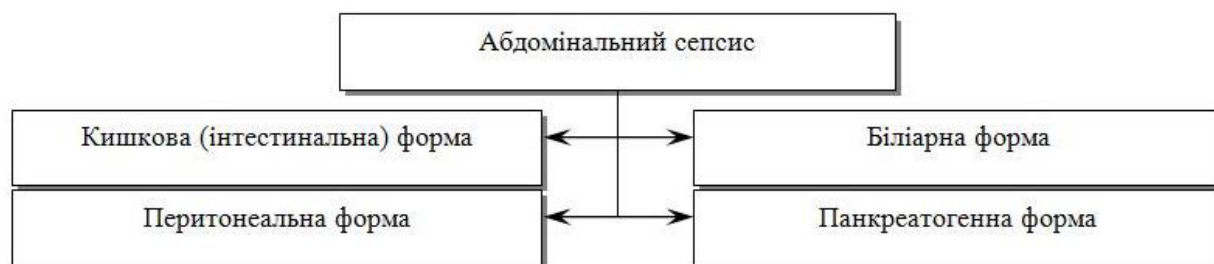 Абдомінальний сепсис
Кишкова (інтестинальна) форма
Біліарна форма
Перитонеальна форма
Панкреатогенна форма